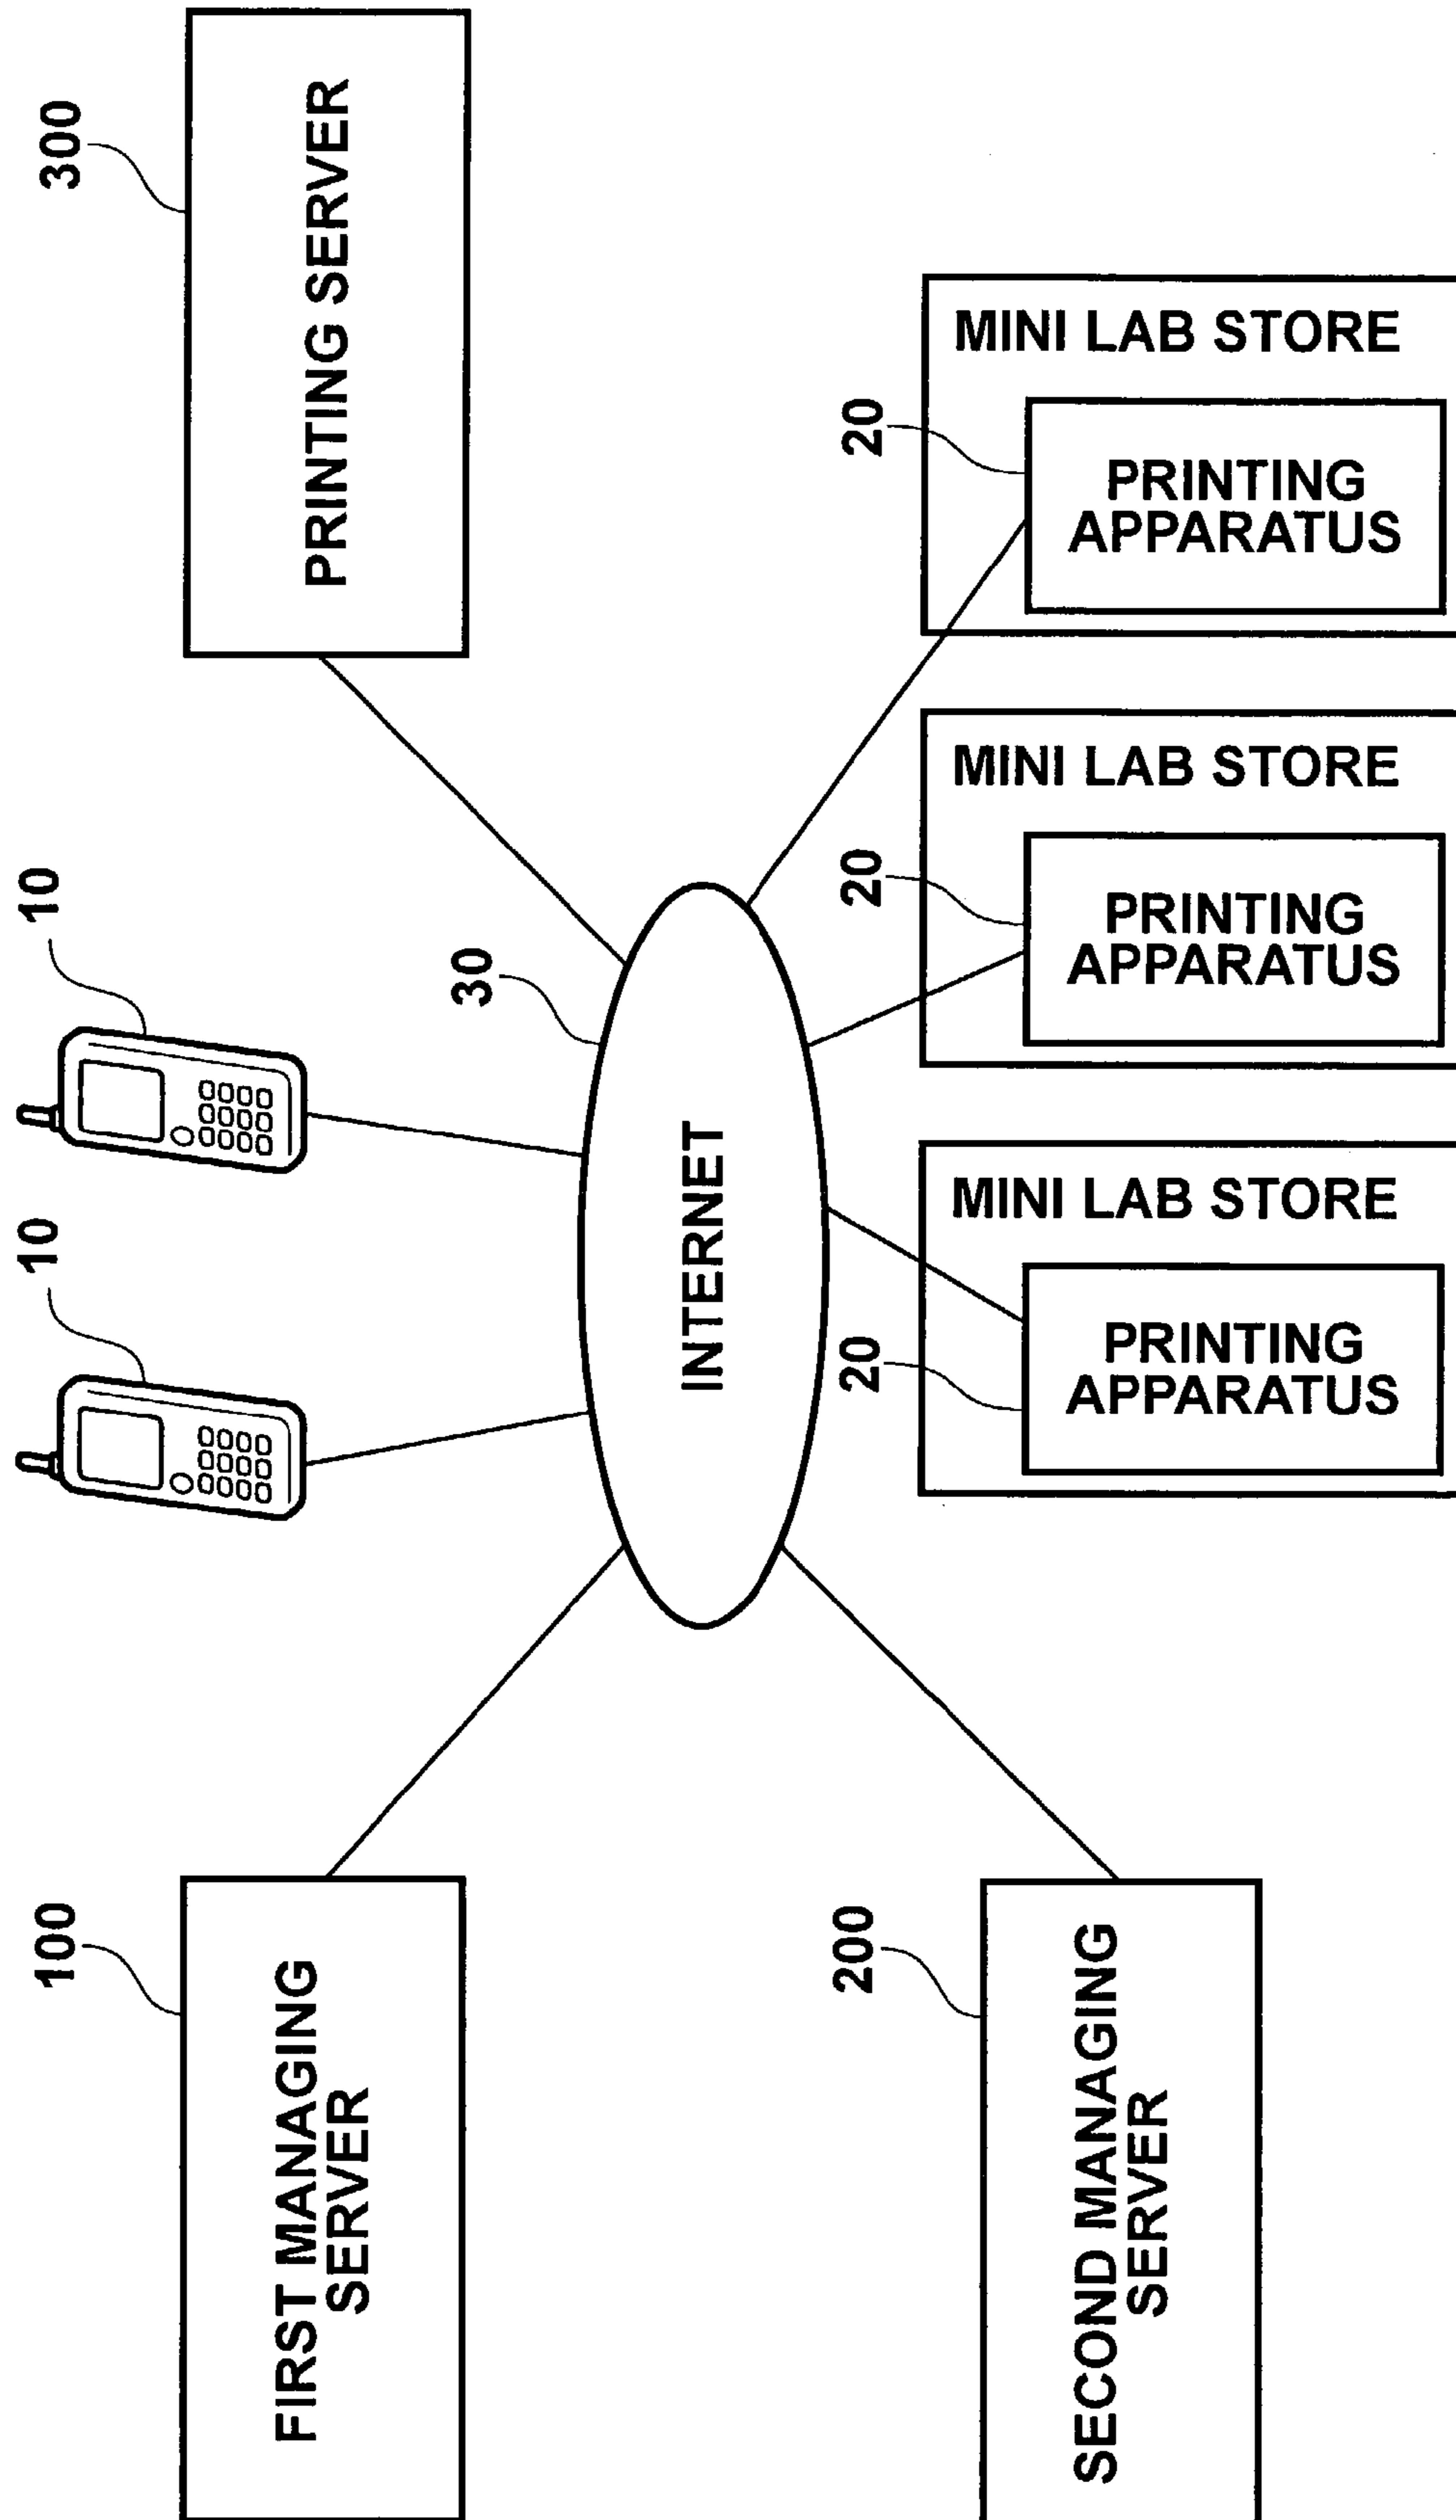 100
FIRST MANAGING
SERVER
10
10
300
PRINTING SERVER
30
INTERNET
200
SECOND MANAGING
SERVER
20
MINI LAB STORE
PRINTING
APPARATUS
20
MINI LAB STORE
PRINTING
APPARATUS
20
MINI LAB STORE
PRINTING
APPARATUS